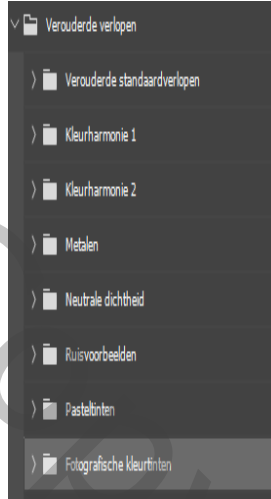 Verouderde verlopen
Verouderde standaardverlopen
Kleurharmonie 1
Kleurharmonie 2
Metalen
Neutrale dichtheid
Ruisvoorbeelden
Pasteltinten
Fotografische kleurtinten